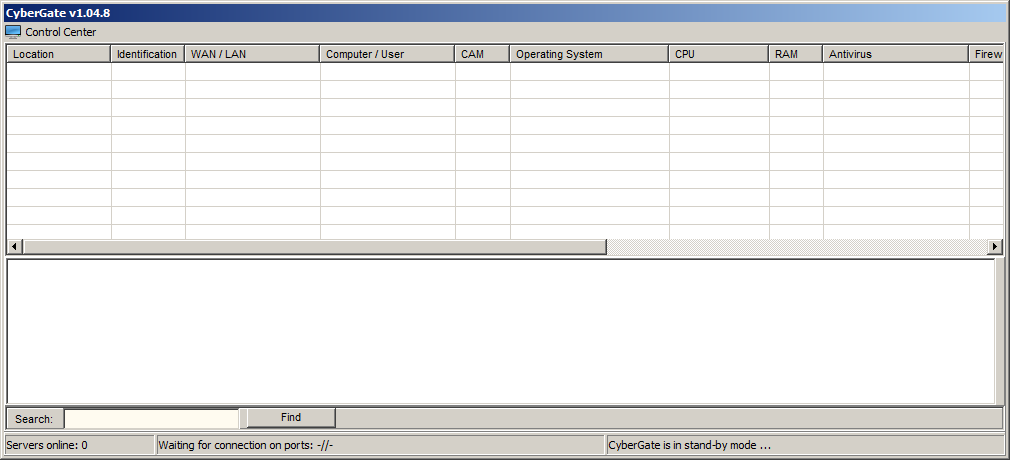 CyberGate v1.04.8
Control Center
Location Identification WAN / LAN Computer / User CAM Operating System CPU RAM Antivirus Firew
Search: Find
Servers online: 0 Waiting for connection on ports: -//- CyberGate is in stand-by mode ...